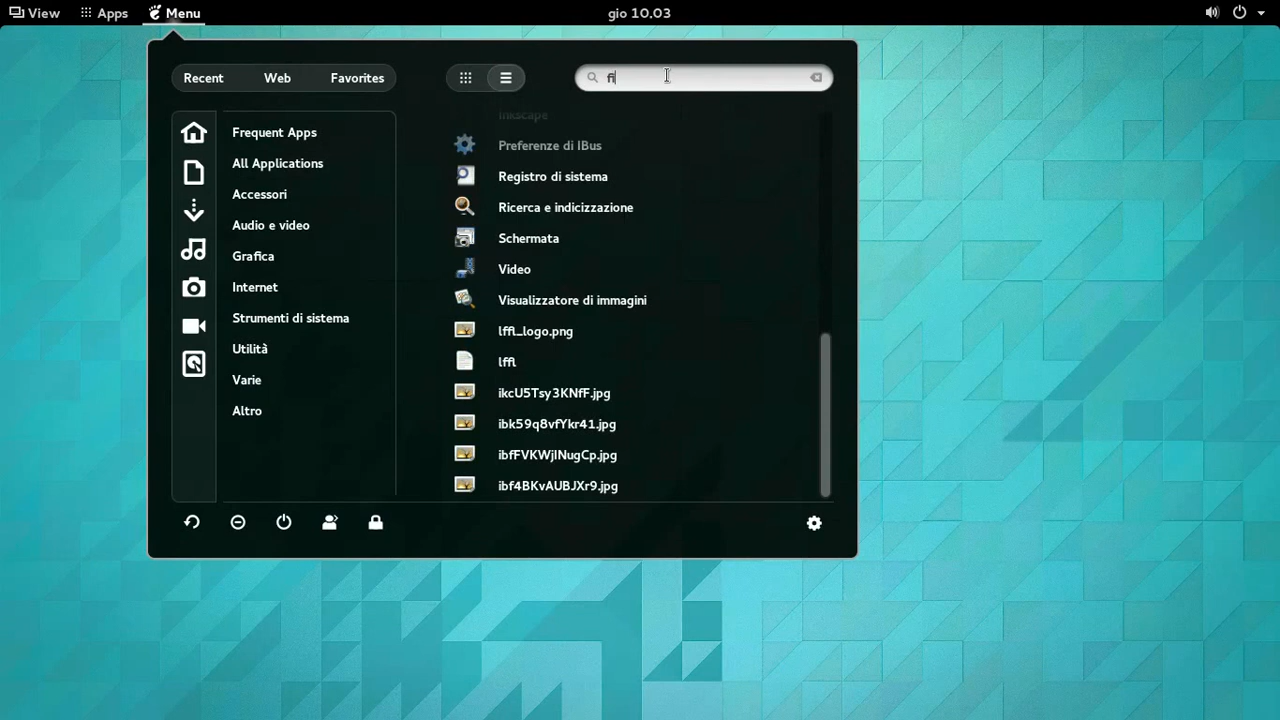 View Apps Menu gio 10.03
Recent Web Favorites fi
Frequent Apps
All Applications
Accessori
Audio e video
Grafica
Internet
Strumenti di sistema
Utilità
Varie
Altro
Inkscape
Preferenze di IBus
Registro di sistema
Ricerca e indicizzazione
Schermata
Video
Visualizzatore di immagini
lffl_logo.png
lffl
ikcU5Tsy3KNfF.jpg
ibk59q8vfYkr41.jpg
ibfFVKWjlNugCp.jpg
ibf4BKvAUBJXr9.jpg